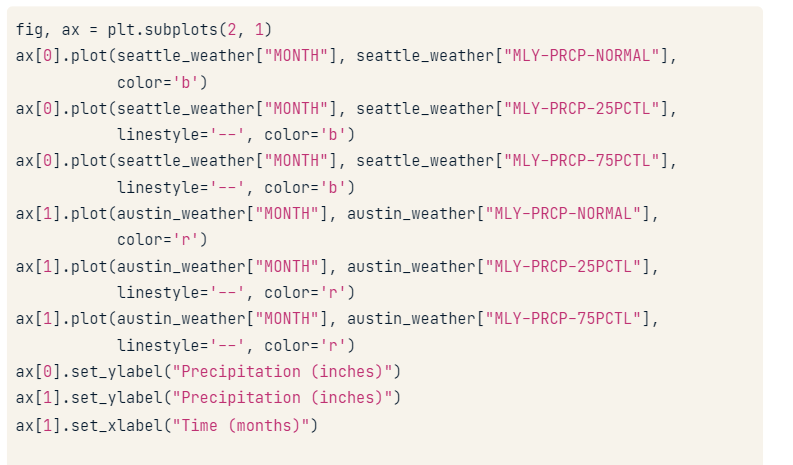 fig, ax = plt.subplots(2, 1)
ax[0].plot(seattle_weather["MONTH"], seattle_weather["MLY-PRCP-NORMAL"],
           color='b')
ax[0].plot(seattle_weather["MONTH"], seattle_weather["MLY-PRCP-25PCTL"],
           linestyle='--', color='b')
ax[0].plot(seattle_weather["MONTH"], seattle_weather["MLY-PRCP-75PCTL"],
           linestyle='--', color='b')
ax[1].plot(austin_weather["MONTH"], austin_weather["MLY-PRCP-NORMAL"],
           color='r')
ax[1].plot(austin_weather["MONTH"], austin_weather["MLY-PRCP-25PCTL"],
           linestyle='--', color='r')
ax[1].plot(austin_weather["MONTH"], austin_weather["MLY-PRCP-75PCTL"],
           linestyle='--', color='r')
ax[0].set_ylabel("Precipitation (inches)")
ax[1].set_ylabel("Precipitation (inches)")
ax[1].set_xlabel("Time (months)")